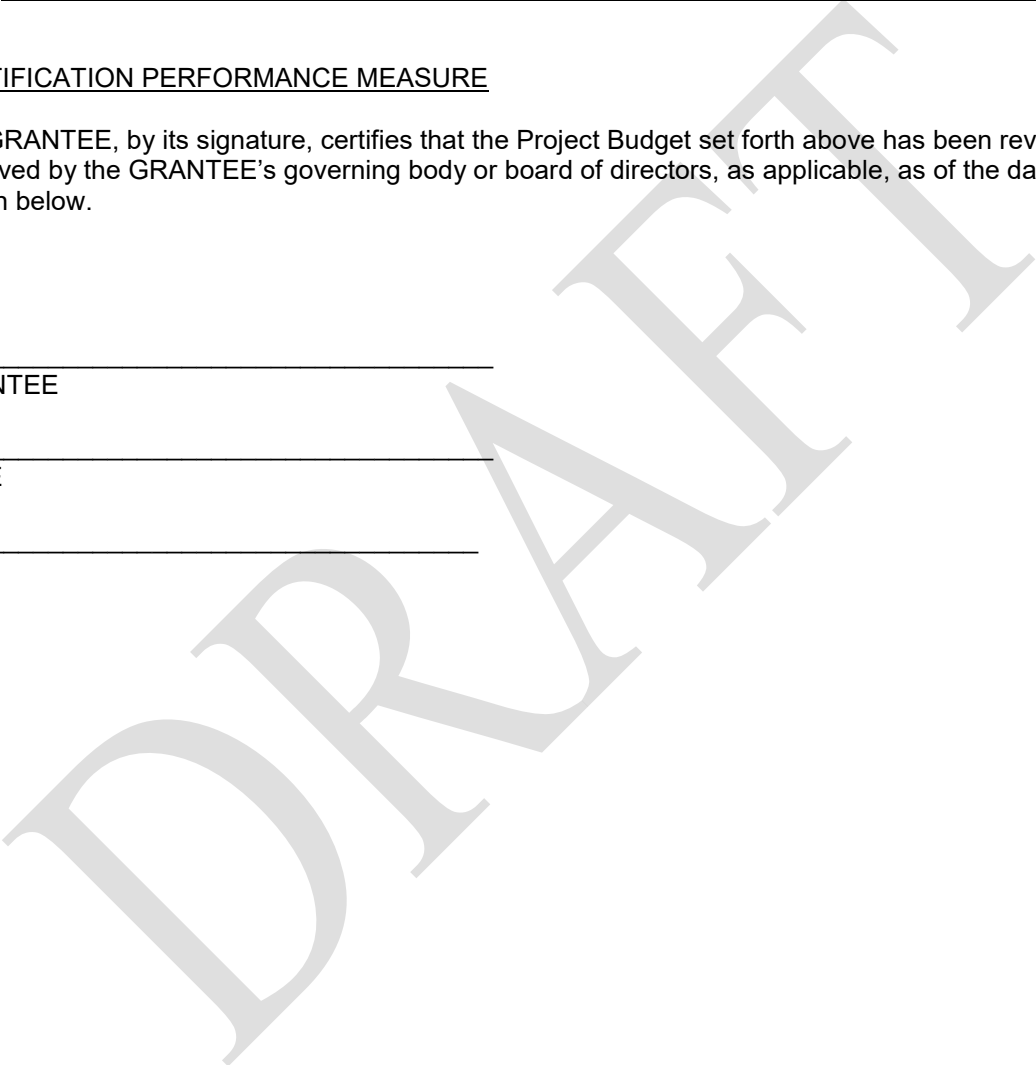 TIFICATION PERFORMANCE MEASURE
GRANTEE, by its signature, certifies that the Project Budget set forth above has been rev
ved by the GRANTEE’s governing body or board of directors, as applicable, as of the da
n below.
NTEE
E
DRAFT